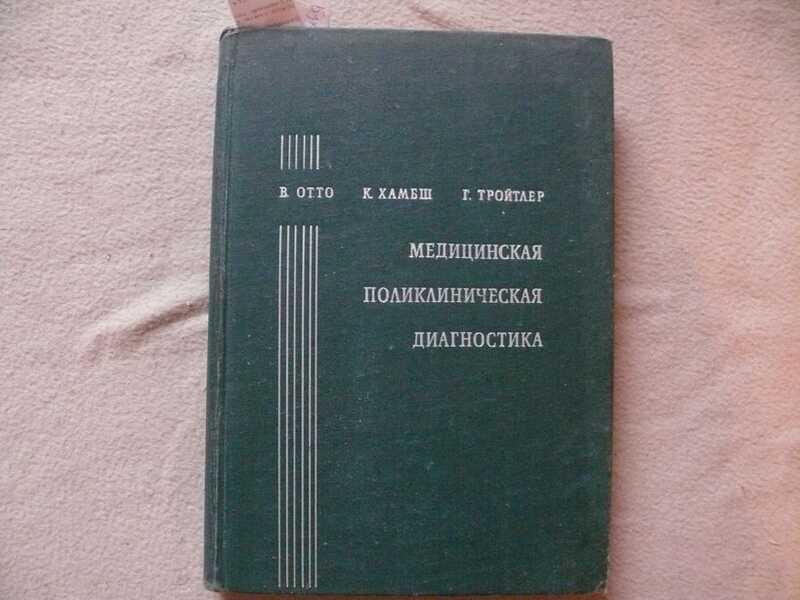 В. ОТТО К. ХАМБШ Г. ТРОЙТЛЕР
МЕДИЦИНСКАЯ
ПОЛИКЛИНИЧЕСКАЯ
ДИАГНОСТИКА